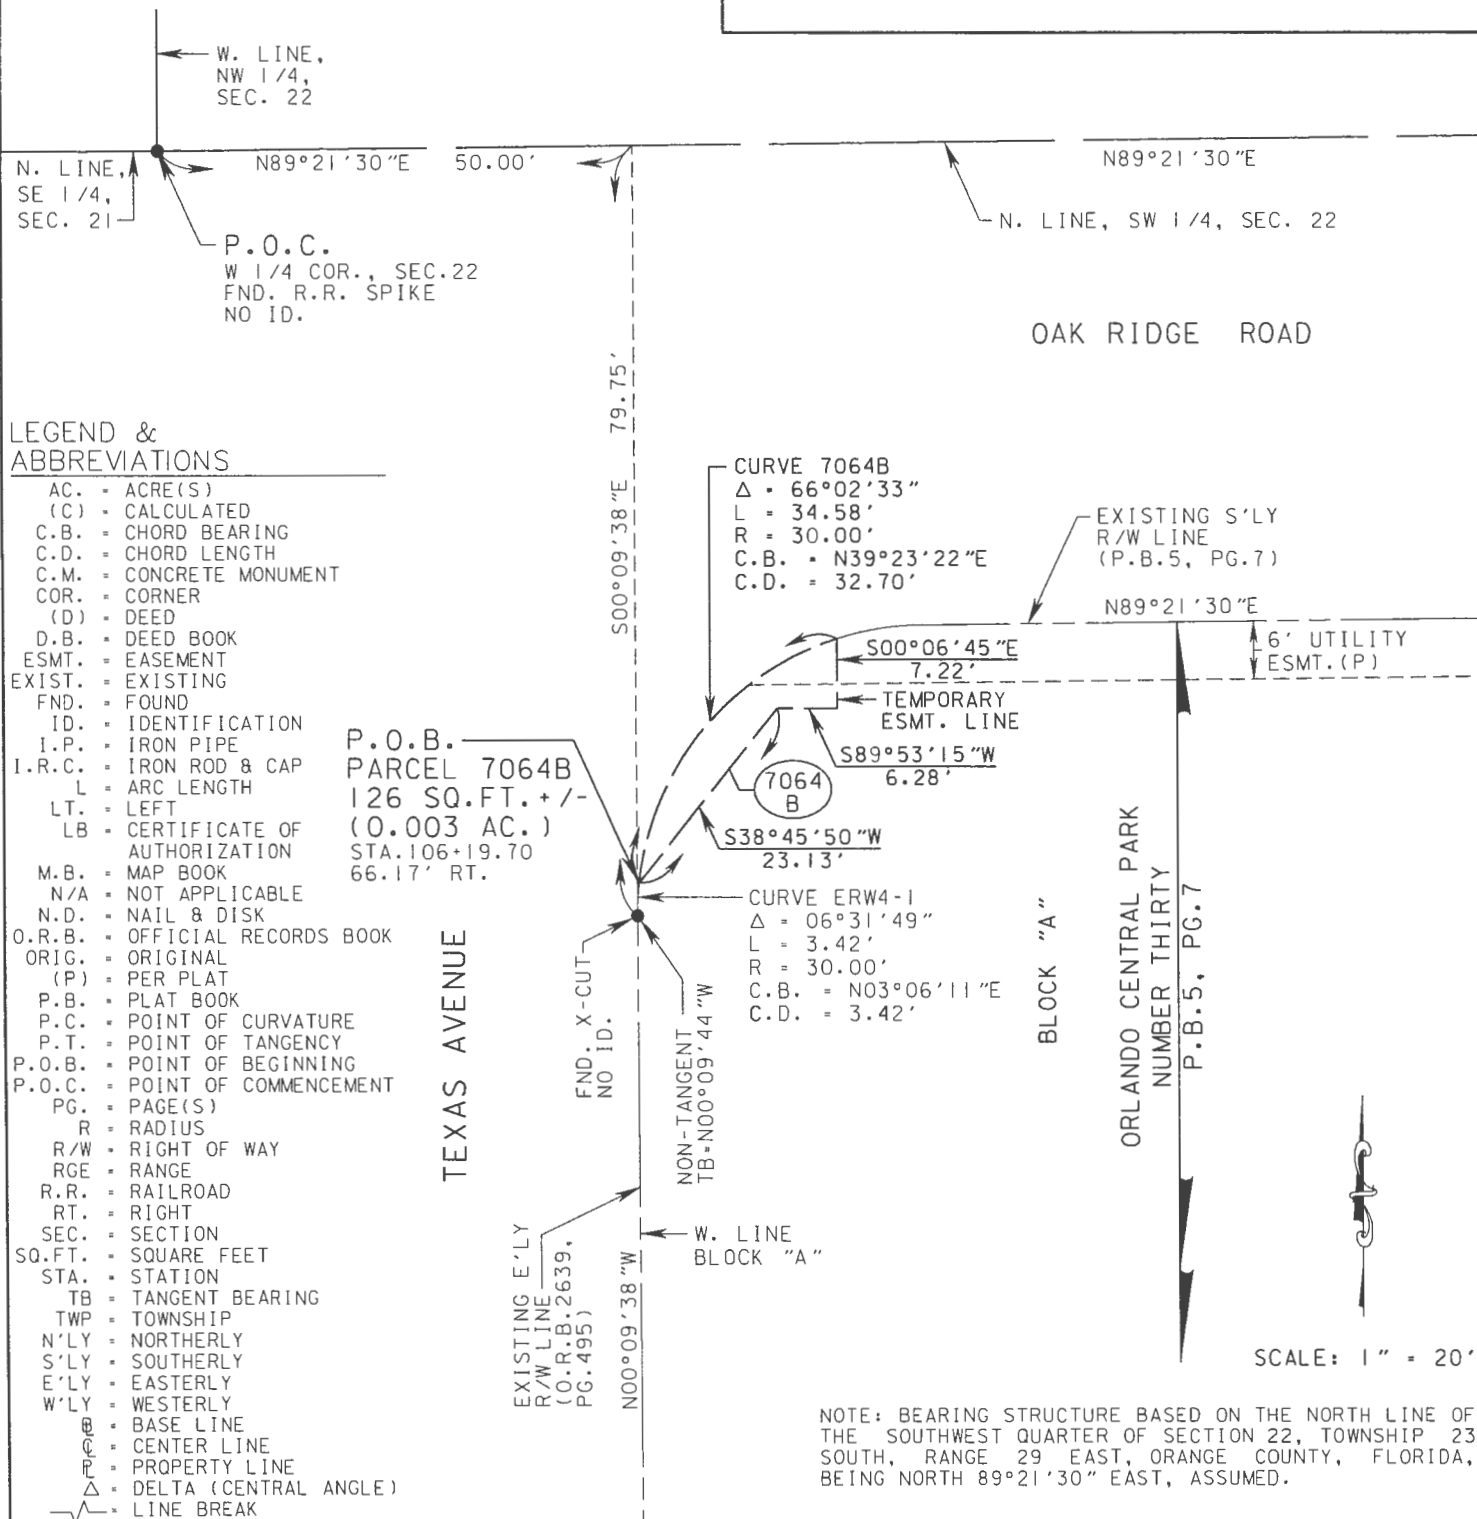 W. LINE,
NW 1/4,
SEC. 22
N. LINE,
SE 1/4,
SEC. 21
N89°21'30"E 50.00'
N89°21'30"E
N. LINE, SW 1/4, SEC. 22
P.O.C.
W 1/4 COR., SEC.22
FND. R.R. SPIKE
NO ID.
OAK RIDGE ROAD
S00°09'38"E 79.75'
LEGEND &
ABBREVIATIONS
AC. = ACRE(S)
(C) = CALCULATED
C.B. = CHORD BEARING
C.D. = CHORD LENGTH
C.M. = CONCRETE MONUMENT
COR. = CORNER
(D) = DEED
D.B. = DEED BOOK
ESMT. = EASEMENT
EXIST. = EXISTING
FND. = FOUND
ID. = IDENTIFICATION
I.P. = IRON PIPE
I.R.C. = IRON ROD & CAP
L = ARC LENGTH
LT. = LEFT
LB = CERTIFICATE OF
AUTHORIZATION
M.B. = MAP BOOK
N/A = NOT APPLICABLE
N.D. = NAIL & DISK
O.R.B. = OFFICIAL RECORDS BOOK
ORIG. = ORIGINAL
(P) = PER PLAT
P.B. = PLAT BOOK
P.C. = POINT OF CURVATURE
P.T. = POINT OF TANGENCY
P.O.B. = POINT OF BEGINNING
P.O.C. = POINT OF COMMENCEMENT
PG. = PAGE(S)
R = RADIUS
R/W = RIGHT OF WAY
RGE = RANGE
R.R. = RAILROAD
RT. = RIGHT
SEC. = SECTION
SQ.FT. = SQUARE FEET
STA. = STATION
TB = TANGENT BEARING
TWP = TOWNSHIP
N'LY = NORTHERLY
S'LY = SOUTHERLY
E'LY = EASTERLY
W'LY = WESTERLY
= BASE LINE
℄ = CENTER LINE
= PROPERTY LINE
Δ = DELTA (CENTRAL ANGLE)
= LINE BREAK
CURVE 7064B
Δ = 66°02'33"
L = 34.58'
R = 30.00'
C.B. = N39°23'22"E
C.D. = 32.70'
EXISTING S'LY
R/W LINE
(P.B.5, PG.7)
N89°21'30"E
6' UTILITY
ESMT.(P)
S00°06'45"E
7.22'
TEMPORARY
ESMT. LINE
S89°53'15"W
6.28'
7064
B
S38°45'50"W
23.13'
P.O.B.
PARCEL 7064B
126 SQ.FT.+/-
(0.003 AC.)
STA.106+19.70
66.17' RT.
CURVE ERW4-1
Δ = 06°31'49"
L = 3.42'
R = 30.00'
C.B. = N03°06'11"E
C.D. = 3.42'
TEXAS AVENUE
FND. X-CUT
NO ID.
NON-TANGENT
TB=N00°09'44"W
BLOCK "A"
ORLANDO CENTRAL PARK
NUMBER THIRTY
P.B.5, PG.7
EXISTING E'LY
R/W LINE
(O.R.B.2639,
PG.495)
N00°09'38"W
W. LINE
BLOCK "A"
SCALE: 1" = 20'
NOTE: BEARING STRUCTURE BASED ON THE NORTH LINE OF
THE SOUTHWEST QUARTER OF SECTION 22, TOWNSHIP 23
SOUTH, RANGE 29 EAST, ORANGE COUNTY, FLORIDA,
BEING NORTH 89°21'30" EAST, ASSUMED.